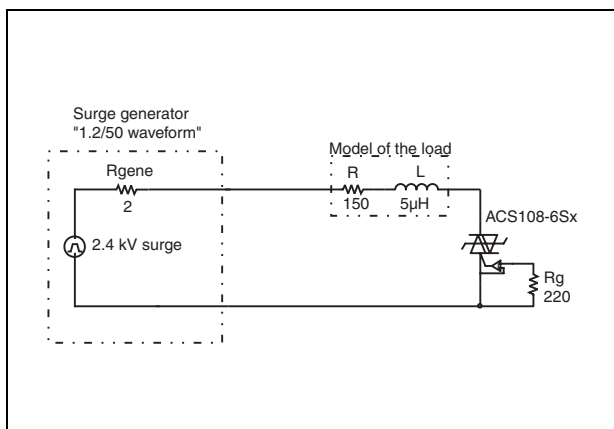 Surge generator
"1.2/50 waveform"
Model of the load
Rgene
R
L
2
150
5µH
ACS108-6Sx
2.4 kV surge
Rg
220